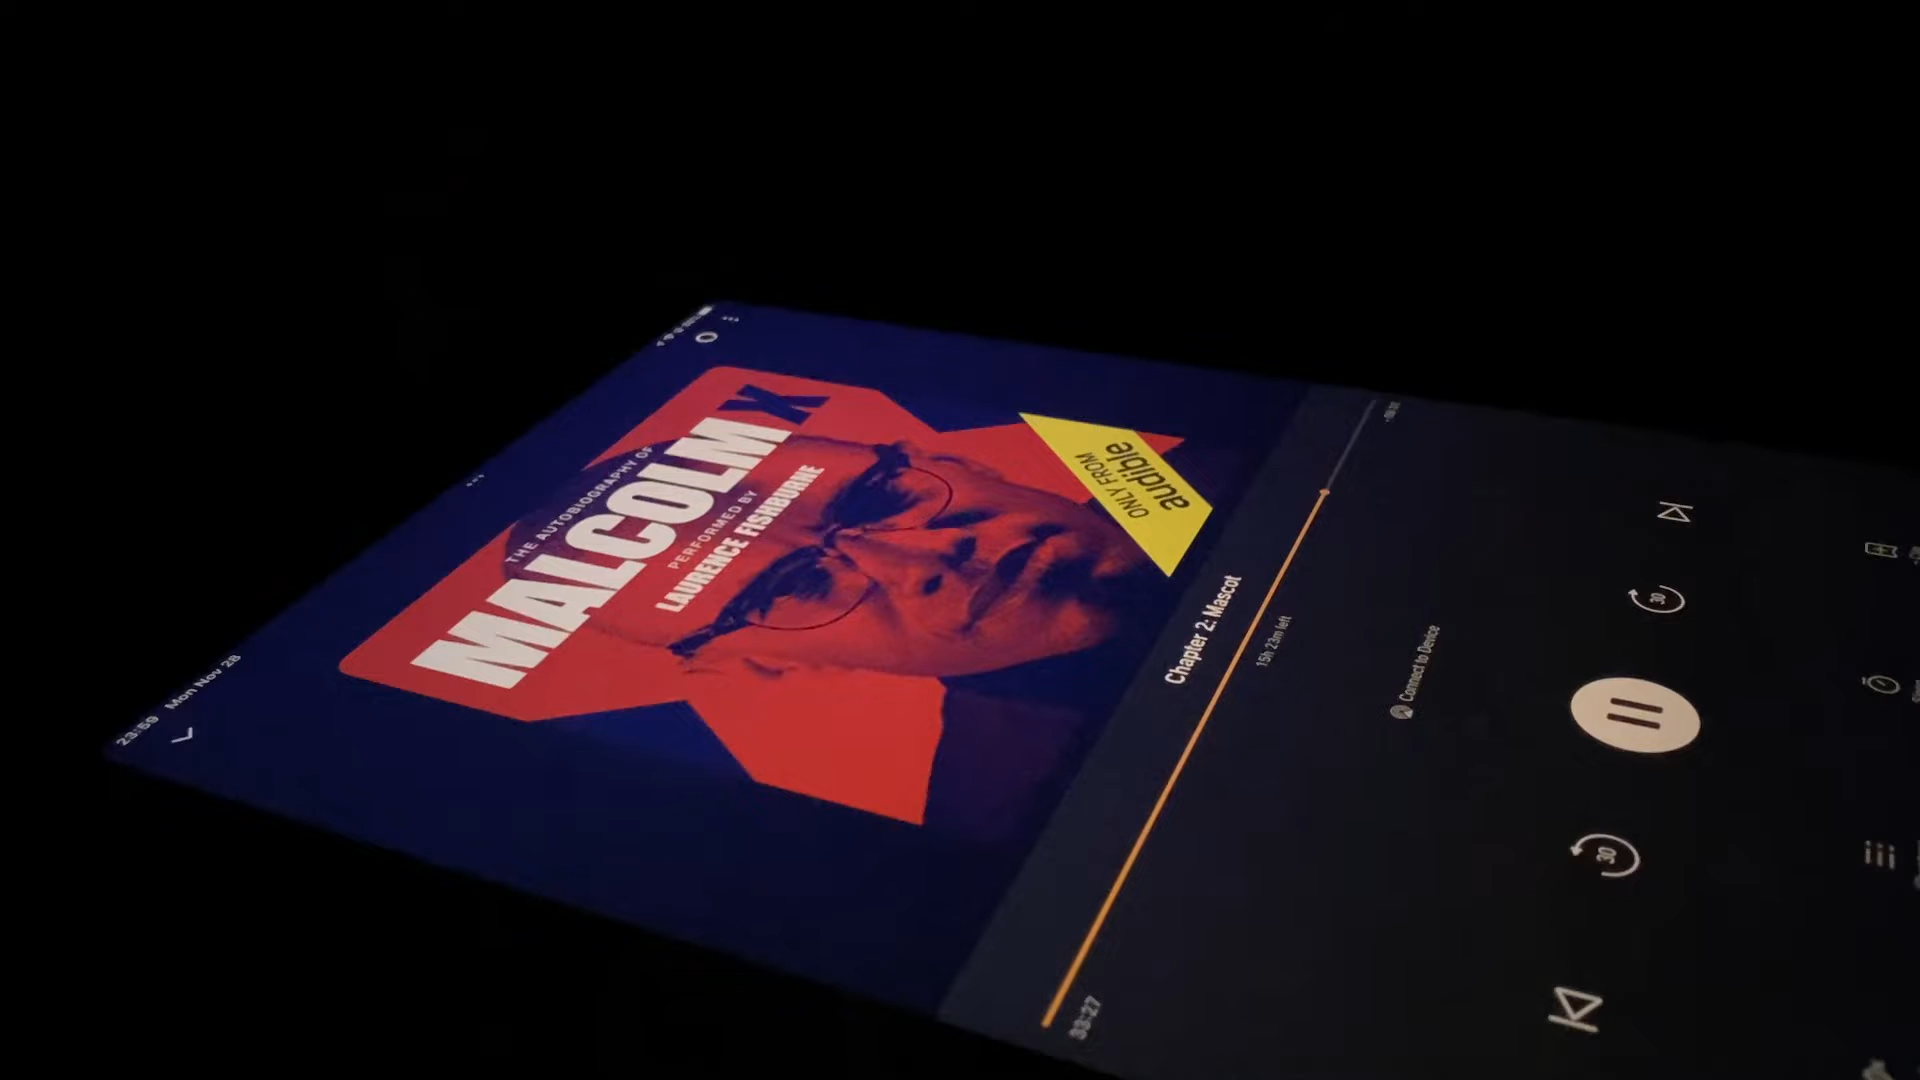 23:59 Mon Nov 28
THE AUTOBIOGRAPHY OF
MALCOLM X
PERFORMED BY
LAURENCE FISHBURNE
ONLY FROM
audible
Chapter 2: Mascot
33:27
15h 23m left
Connect to Device
30
30